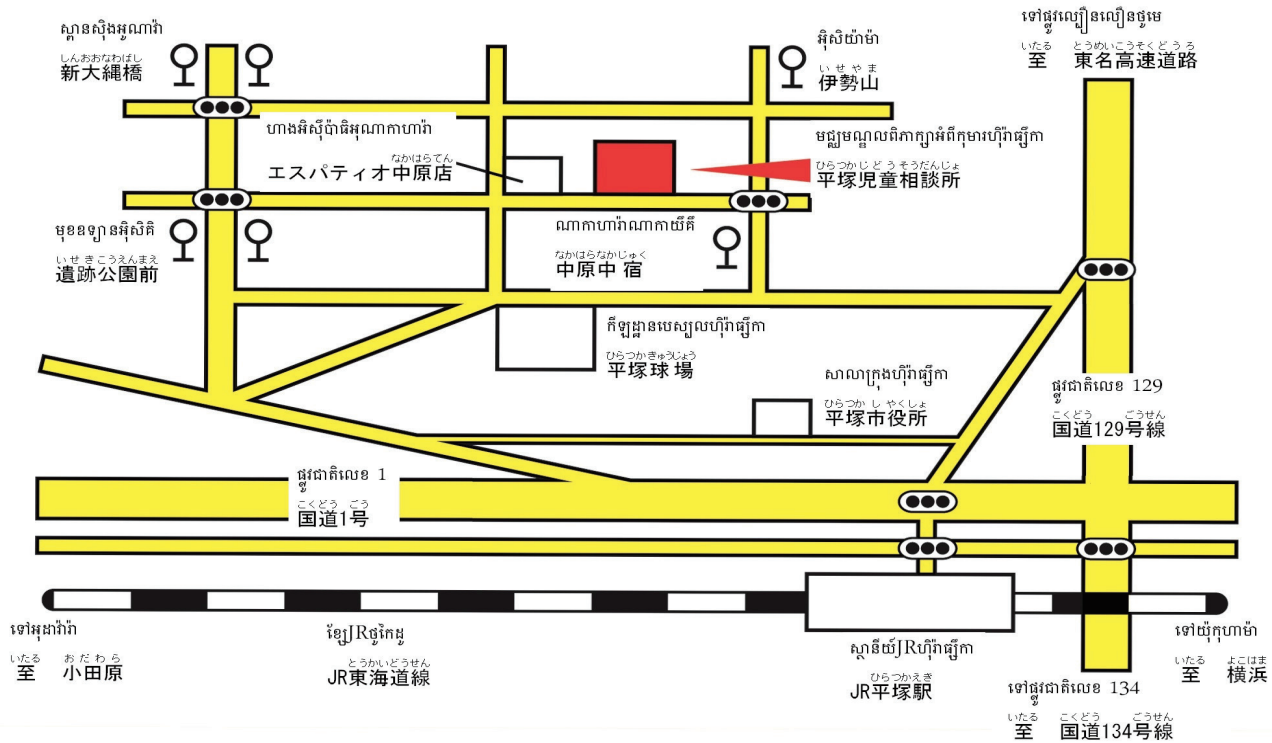 ស្ពានស៊ិងអូណាវ៉ា
しんおおなわばし
新大縄橋
អ៊ិសិយ៉ាម៉ា
いせやま
伊勢山
ទៅផ្លូវល្បឿនលឿនថូមេ
いたる とうめいこうそくどうろ
至 東名高速道路
ហាងអិស៊ីប៉ាធិអុណាកាហារ៉ា
なかはらてん
エスパティオ中原店
មជ្ឈមណ្ឌលពិភាក្សាអំពីកុមារហ៊ីរ៉ាធ្សឹកា
ひらつかじどうそうだんじょ
平塚児童相談所
មុខឧទ្យានអ៊ិសិគិ
いせきこうえんまえ
遺跡公園前
ណាកាហារ៉ាណាកាយឺគឺ
なかはらなかじゅく
中原中宿
កីឡដ្ឋានបេស្បលហ៊ីរ៉ាធ្សឹកា
ひらつかきゅうじょう
平塚球場
សាលាក្រុងហ៊ីរ៉ាធ្សឹកា
ひらつかしやくしょ
平塚市役所
ផ្លូវជាតិលេខ 129
こくどう ごうせん
国道129号線
ផ្លូវជាតិលេខ 1
こくどう ごう
国道1号
ទៅអុដាវ៉ារ៉ា
いたる おだわら
至 小田原
ខ្សែJRថូកៃដូ
とうかいどうせん
JR東海道線
ស្ថានីយ៍JRហ៊ីរ៉ាធ្សឹកា
ひらつかえき
JR平塚駅
ទៅយ៉ុកុហាម៉ា
いたる よこはま
至 横浜
ទៅផ្លូវជាតិលេខ 134
いたる こくどう ごうせん
至 国道134号線